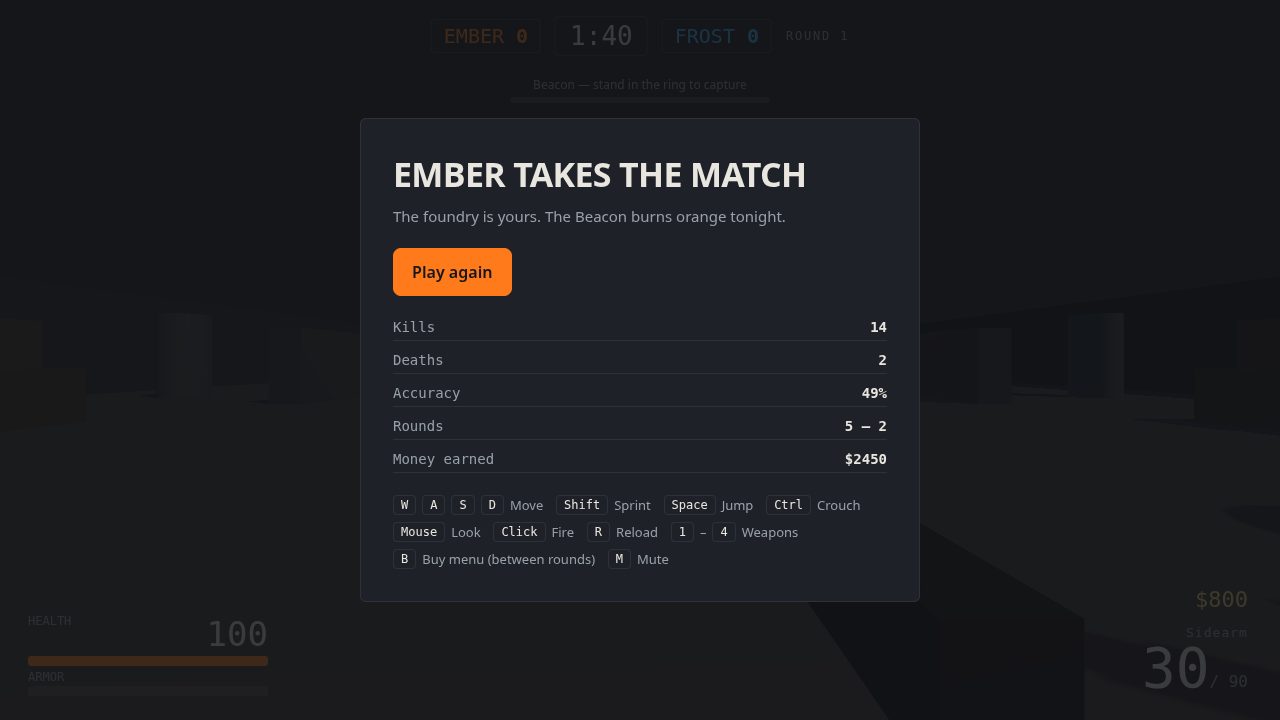 EMBER 0 1:40 FROST 0 ROUND 1
Beacon — stand in the ring to capture
EMBER TAKES THE MATCH
The foundry is yours. The Beacon burns orange tonight.
Play again
Kills 14
Deaths 2
Accuracy 49%
Rounds 5 – 2
Money earned $2450
W A S D Move Shift Sprint Space Jump Ctrl Crouch
Mouse Look Click Fire R Reload 1 – 4 Weapons
B Buy menu (between rounds) M Mute
HEALTH 100
ARMOR
$800
Sidearm
30 / 90